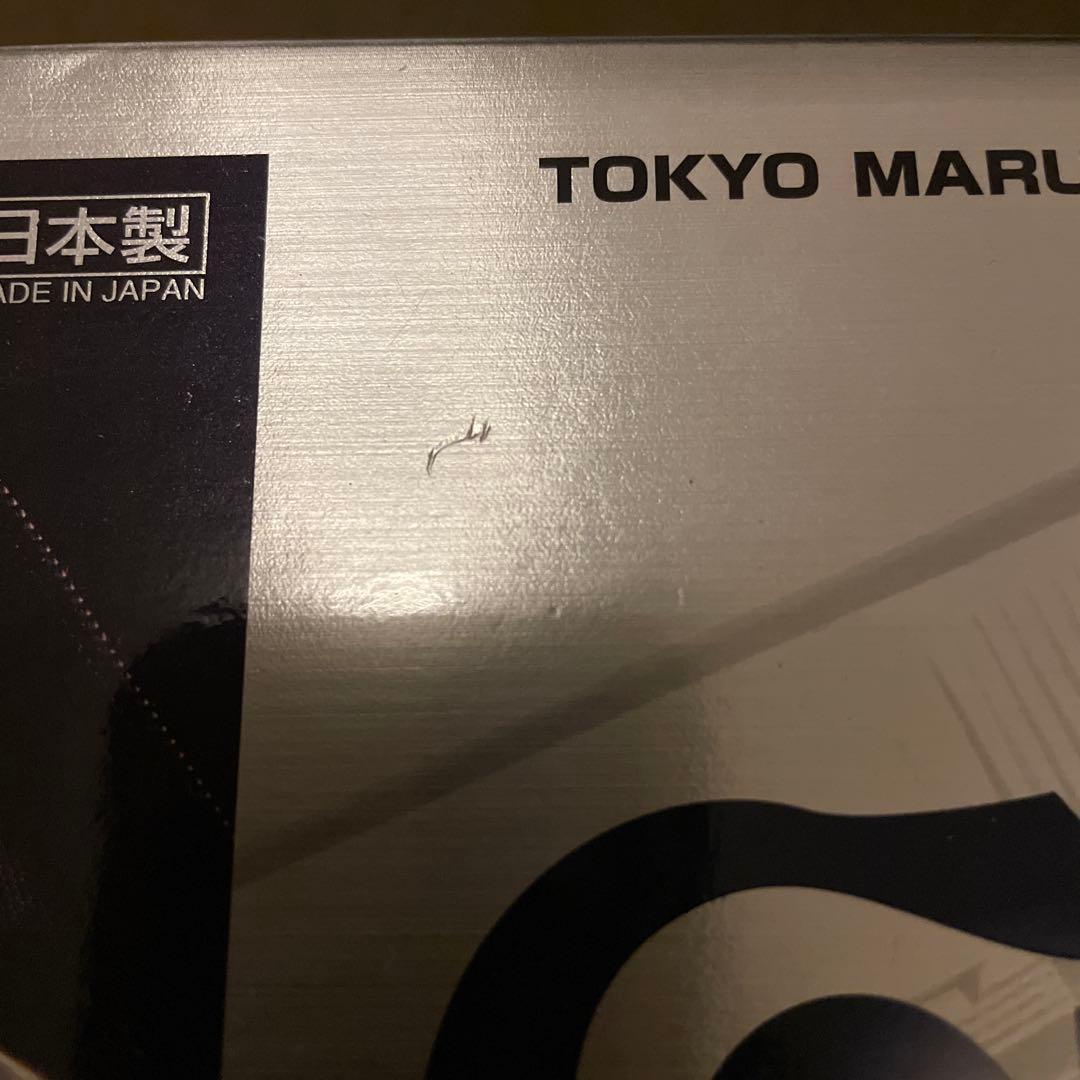 TOKYO MARU
日本製
ADE IN JAPAN